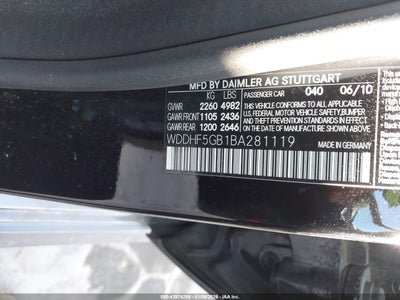 MFD BY DAIMLER AG STUTTGART
KG LBS 040 06/10
GVWR 2260 4982
GAWR FRONT 1105 2436
GAWR REAR 1200 2646
THIS VEHICLE CONFORMS TO ALL APPLICABLE
U.S. FEDERAL MOTOR VEHICLE SAFETY, BUMPER
AND THEFT PREVENTION STANDARDS IN EFFECT
ON THE DATE OF MANUFACTURE SHOWN ABOVE.
WDDHF5GB1BA281119
MADE IN GERMANY
PASSENGER CAR